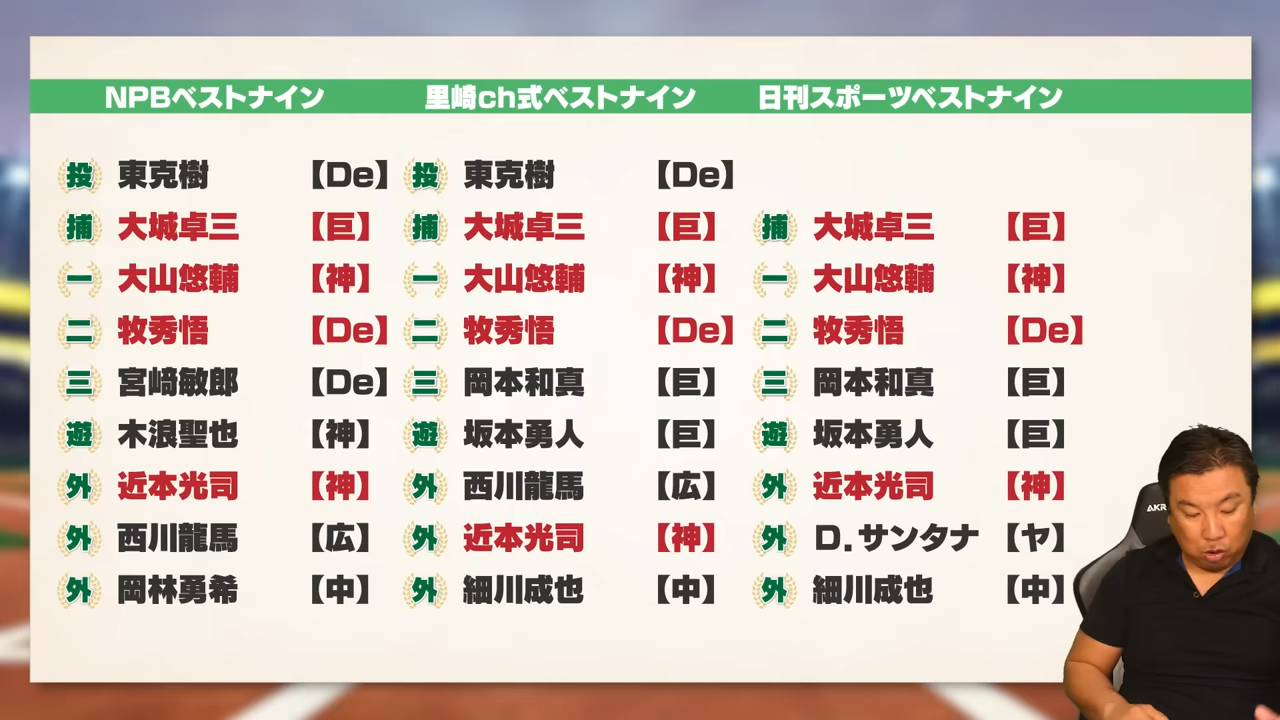 NPBベストナイン 里崎ch式ベストナイン 日刊スポーツベストナイン
投 東克樹 【De】 投 東克樹 【De】
捕 大城卓三 【巨】 捕 大城卓三 【巨】 捕 大城卓三 【巨】
一 大山悠輔 【神】 一 大山悠輔 【神】 一 大山悠輔 【神】
二 牧秀悟 【De】 二 牧秀悟 【De】 二 牧秀悟 【De】
三 宮﨑敏郎 【De】 三 岡本和真 【巨】 三 岡本和真 【巨】
遊 木浪聖也 【神】 遊 坂本勇人 【巨】 遊 坂本勇人 【巨】
外 近本光司 【神】 外 西川龍馬 【広】 外 近本光司 【神】
外 西川龍馬 【広】 外 近本光司 【神】 外 D.サンタナ 【ヤ】
外 岡林勇希 【中】 外 細川成也 【中】 外 細川成也 【中】
AKR